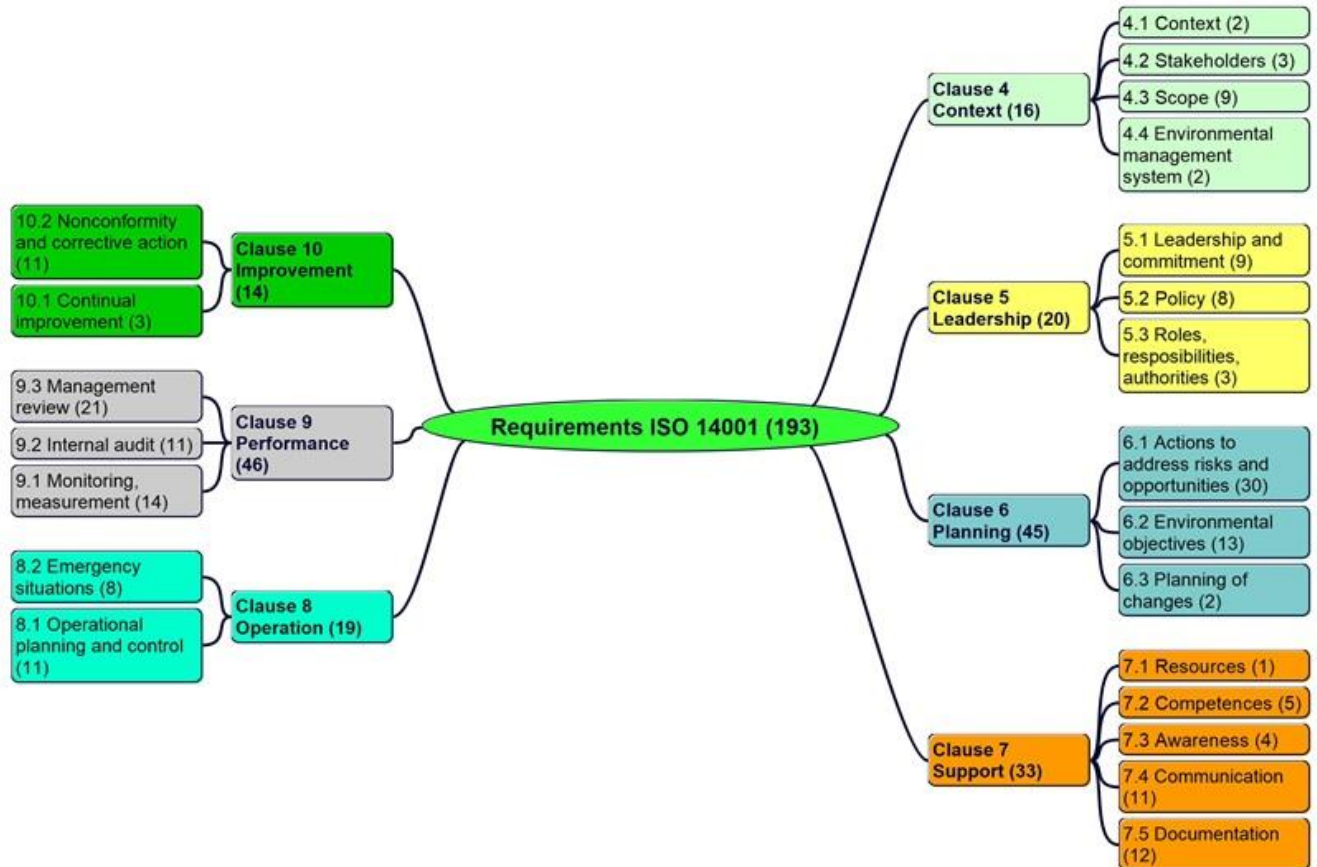 Requirements ISO 14001 (193)
Clause 4
Context (16)
4.1 Context (2)
4.2 Stakeholders (3)
4.3 Scope (9)
4.4 Environmental
management
system (2)
Clause 5
Leadership (20)
5.1 Leadership and
commitment (9)
5.2 Policy (8)
5.3 Roles,
resposibilities,
authorities (3)
Clause 6
Planning (45)
6.1 Actions to
address risks and
opportunities (30)
6.2 Environmental
objectives (13)
6.3 Planning of
changes (2)
Clause 7
Support (33)
7.1 Resources (1)
7.2 Competences (5)
7.3 Awareness (4)
7.4 Communication
(11)
7.5 Documentation
(12)
Clause 8
Operation (19)
8.2 Emergency
situations (8)
8.1 Operational
planning and control
(11)
Clause 9
Performance
(46)
9.3 Management
review (21)
9.2 Internal audit (11)
9.1 Monitoring,
measurement (14)
Clause 10
Improvement
(14)
10.2 Nonconformity
and corrective action
(11)
10.1 Continual
improvement (3)